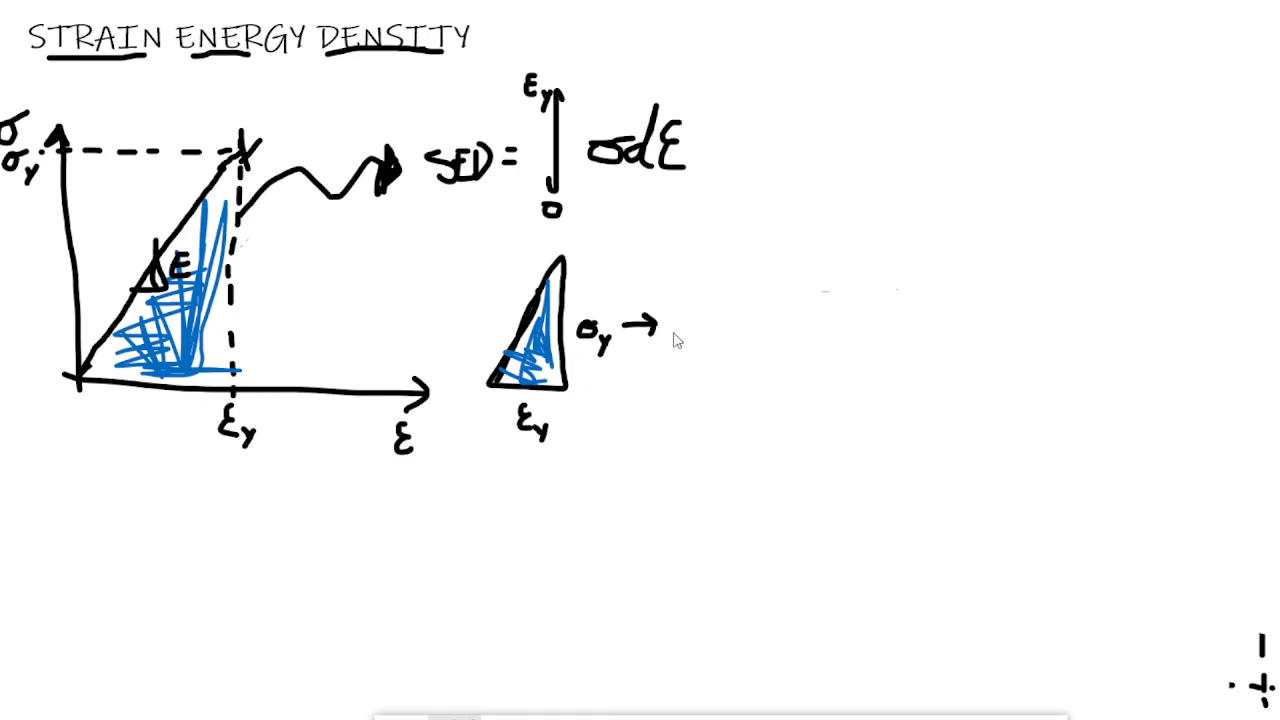 STRAIN ENERGY DENSITY
σ
σy
E
εy
ε
SED = ∫ σdε
εy
0
σy →
εy